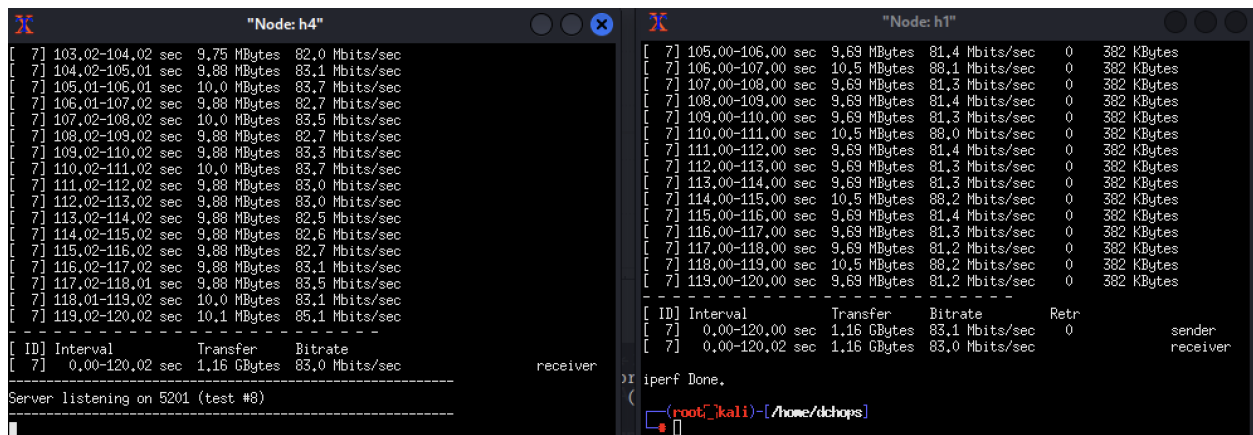 "Node: h4"
[  7] 103.02-104.02 sec  9.75 MBytes  82.0 Mbits/sec
[  7] 104.02-105.01 sec  9.88 MBytes  83.1 Mbits/sec
[  7] 105.01-106.01 sec  10.0 MBytes  83.7 Mbits/sec
[  7] 106.01-107.02 sec  9.88 MBytes  82.7 Mbits/sec
[  7] 107.02-108.02 sec  10.0 MBytes  83.5 Mbits/sec
[  7] 108.02-109.02 sec  9.88 MBytes  82.7 Mbits/sec
[  7] 109.02-110.02 sec  9.88 MBytes  83.3 Mbits/sec
[  7] 110.02-111.02 sec  10.0 MBytes  83.7 Mbits/sec
[  7] 111.02-112.02 sec  9.88 MBytes  83.0 Mbits/sec
[  7] 112.02-113.02 sec  9.88 MBytes  83.0 Mbits/sec
[  7] 113.02-114.02 sec  9.88 MBytes  82.5 Mbits/sec
[  7] 114.02-115.02 sec  9.88 MBytes  82.6 Mbits/sec
[  7] 115.02-116.02 sec  9.88 MBytes  82.7 Mbits/sec
[  7] 116.02-117.02 sec  9.88 MBytes  83.1 Mbits/sec
[  7] 117.02-118.01 sec  9.88 MBytes  83.5 Mbits/sec
[  7] 118.01-119.02 sec  10.0 MBytes  83.1 Mbits/sec
[  7] 119.02-120.02 sec  10.1 MBytes  85.1 Mbits/sec
- - - - - - - - - - - - - - - - - - - - - - - - -
[ ID] Interval           Transfer     Bitrate
[  7]   0.00-120.02 sec  1.16 GBytes  83.0 Mbits/sec                  receiver
-----------------------------------------------------------
Server listening on 5201 (test #8)
-----------------------------------------------------------
"Node: h1"
[  7] 105.00-106.00 sec  9.69 MBytes  81.4 Mbits/sec    0    382 KBytes
[  7] 106.00-107.00 sec  10.5 MBytes  88.1 Mbits/sec    0    382 KBytes
[  7] 107.00-108.00 sec  9.69 MBytes  81.3 Mbits/sec    0    382 KBytes
[  7] 108.00-109.00 sec  9.69 MBytes  81.4 Mbits/sec    0    382 KBytes
[  7] 109.00-110.00 sec  9.69 MBytes  81.3 Mbits/sec    0    382 KBytes
[  7] 110.00-111.00 sec  10.5 MBytes  88.0 Mbits/sec    0    382 KBytes
[  7] 111.00-112.00 sec  9.69 MBytes  81.4 Mbits/sec    0    382 KBytes
[  7] 112.00-113.00 sec  9.69 MBytes  81.3 Mbits/sec    0    382 KBytes
[  7] 113.00-114.00 sec  9.69 MBytes  81.3 Mbits/sec    0    382 KBytes
[  7] 114.00-115.00 sec  10.5 MBytes  88.2 Mbits/sec    0    382 KBytes
[  7] 115.00-116.00 sec  9.69 MBytes  81.4 Mbits/sec    0    382 KBytes
[  7] 116.00-117.00 sec  9.69 MBytes  81.3 Mbits/sec    0    382 KBytes
[  7] 117.00-118.00 sec  9.69 MBytes  81.2 Mbits/sec    0    382 KBytes
[  7] 118.00-119.00 sec  10.5 MBytes  88.2 Mbits/sec    0    382 KBytes
[  7] 119.00-120.00 sec  9.69 MBytes  81.2 Mbits/sec    0    382 KBytes
- - - - - - - - - - - - - - - - - - - - - - - - -
[ ID] Interval           Transfer     Bitrate         Retr
[  7]   0.00-120.00 sec  1.16 GBytes  83.1 Mbits/sec    0             sender
[  7]   0.00-120.02 sec  1.16 GBytes  83.0 Mbits/sec                  receiver
iperf Done.
(root kali)-[/home/dchops]
#